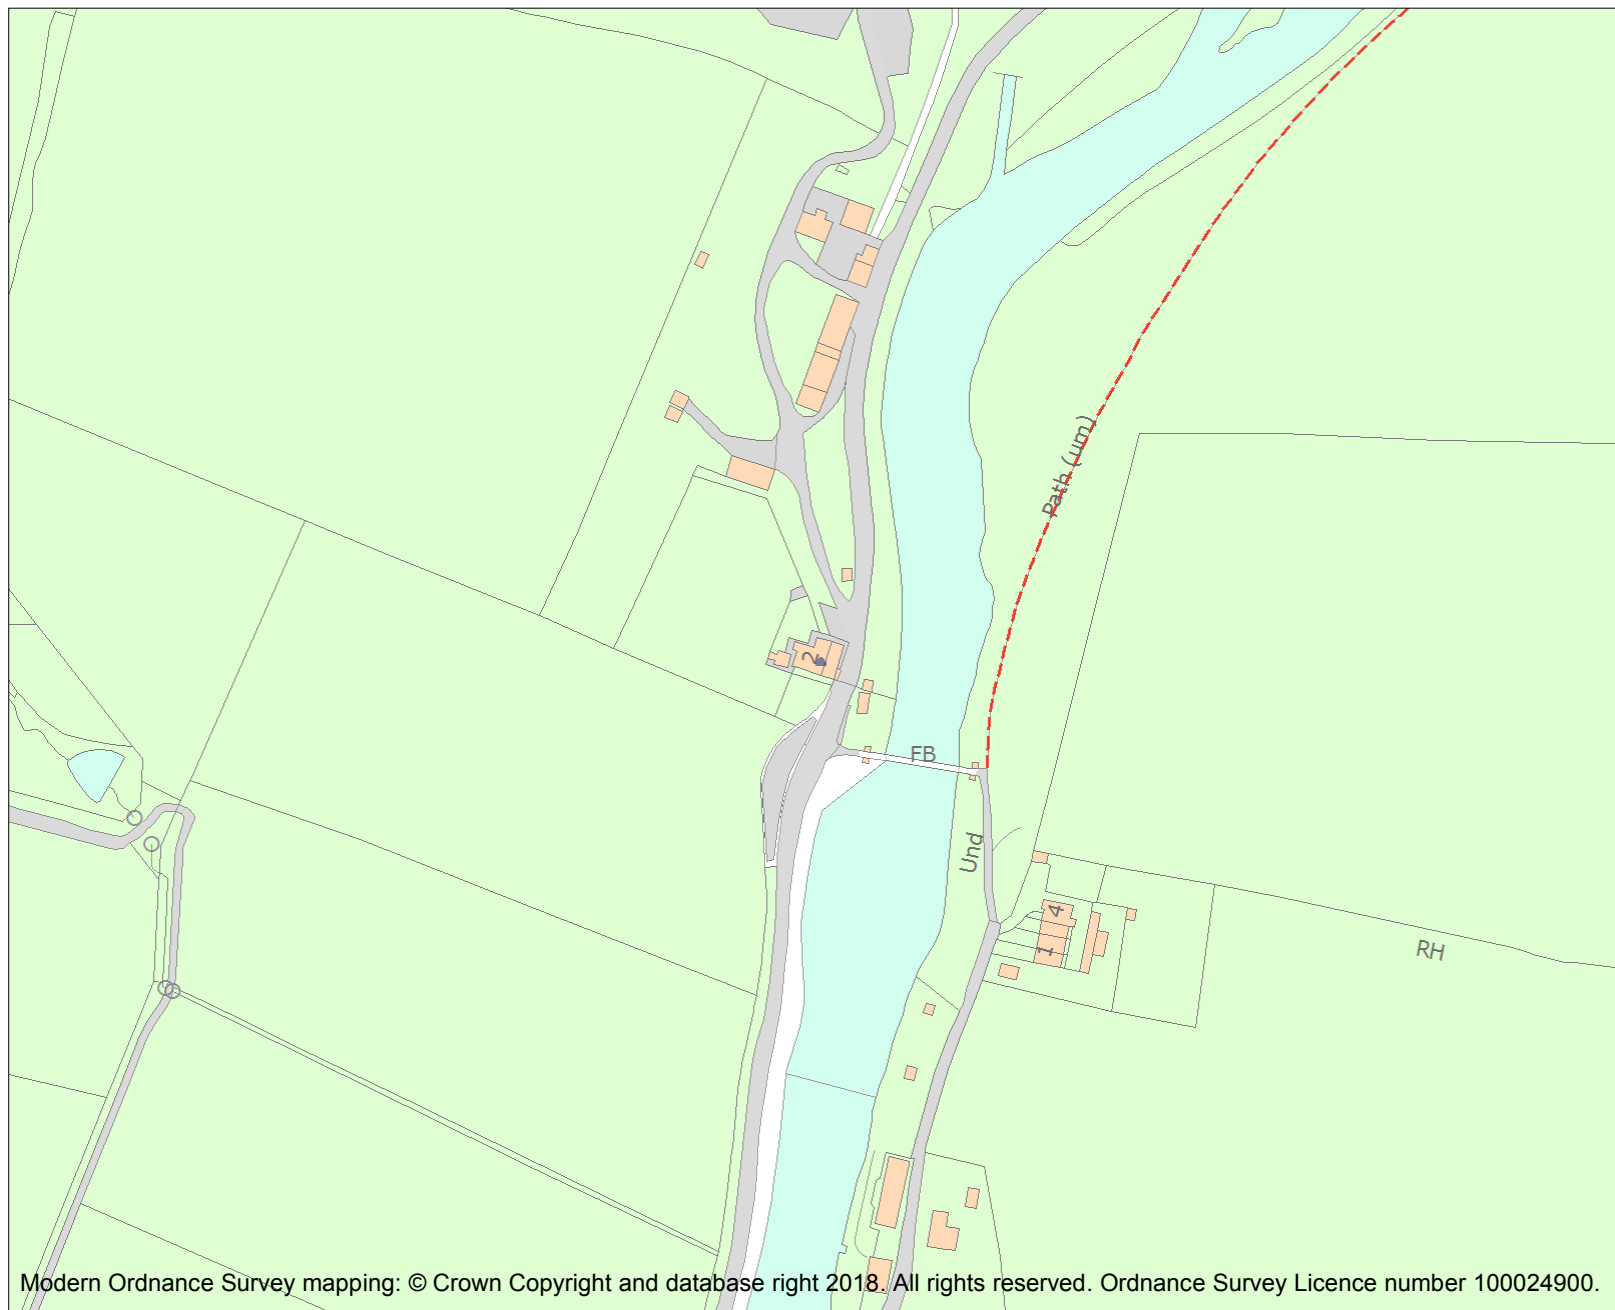 Path (um)
2
FB
Und
4
1
RH
Modern Ordnance Survey mapping: © Crown Copyright and database right 2018. All rights reserved. Ordnance Survey Licence number 100024900.